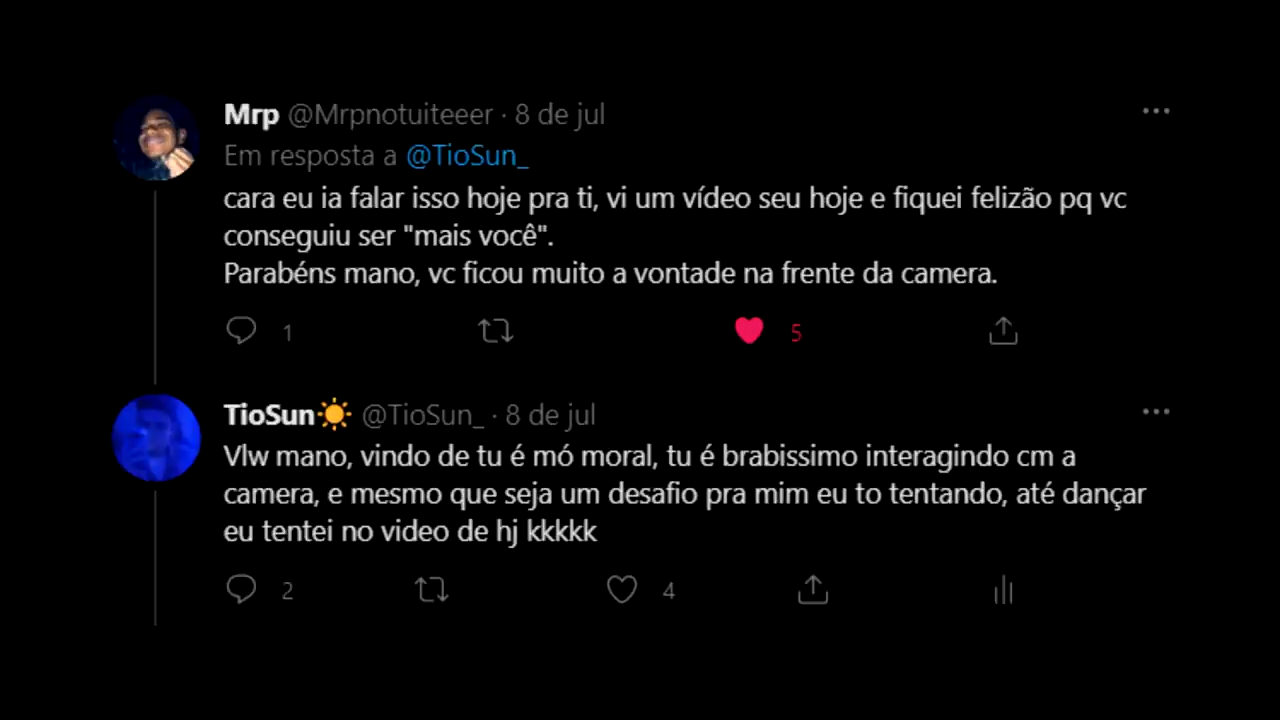 Mrp @Mrpnotuiteeer · 8 de jul
Em resposta a @TioSun_
cara eu ia falar isso hoje pra ti, vi um vídeo seu hoje e fiquei felizão pq vc
conseguiu ser "mais você".
Parabéns mano, vc ficou muito a vontade na frente da camera.
1 5
TioSun☀️ @TioSun_ · 8 de jul
Vlw mano, vindo de tu é mó moral, tu é brabissimo interagindo cm a
camera, e mesmo que seja um desafio pra mim eu to tentando, até dançar
eu tentei no video de hj kkkkk
2 4